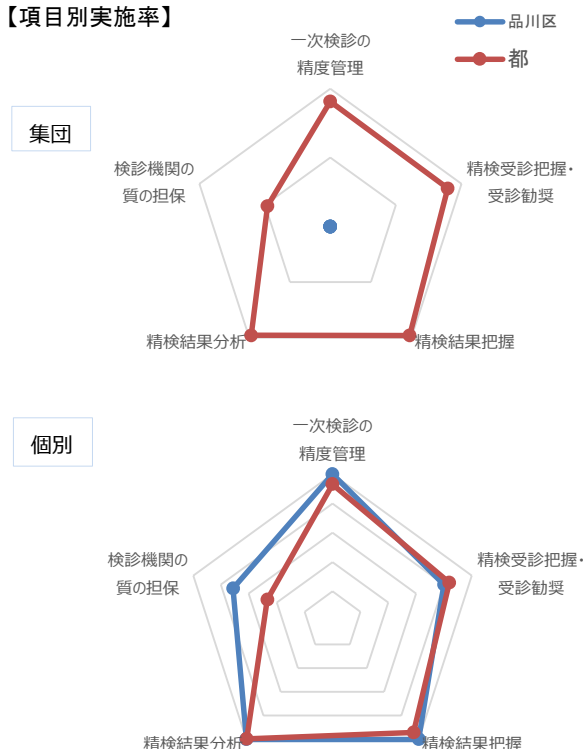 【項目別実施率】
品川区
都
集団
一次検診の
精度管理
検診機関の
質の担保
精検受診把握・
受診勧奨
精検結果分析
精検結果把握
個別
一次検診の
精度管理
検診機関の
質の担保
精検受診把握・
受診勧奨
精検結果分析
精検結果把握